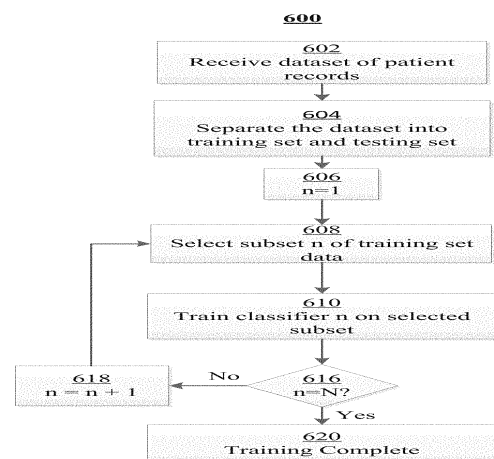 600
602
Receive dataset of patient
records
604
Separate the dataset into
training set and testing set
606
n=1
608
Select subset n of training set
data
610
Train classifier n on selected
subset
616
n=N?
No
618
n = n + 1
Yes
620
Training Complete